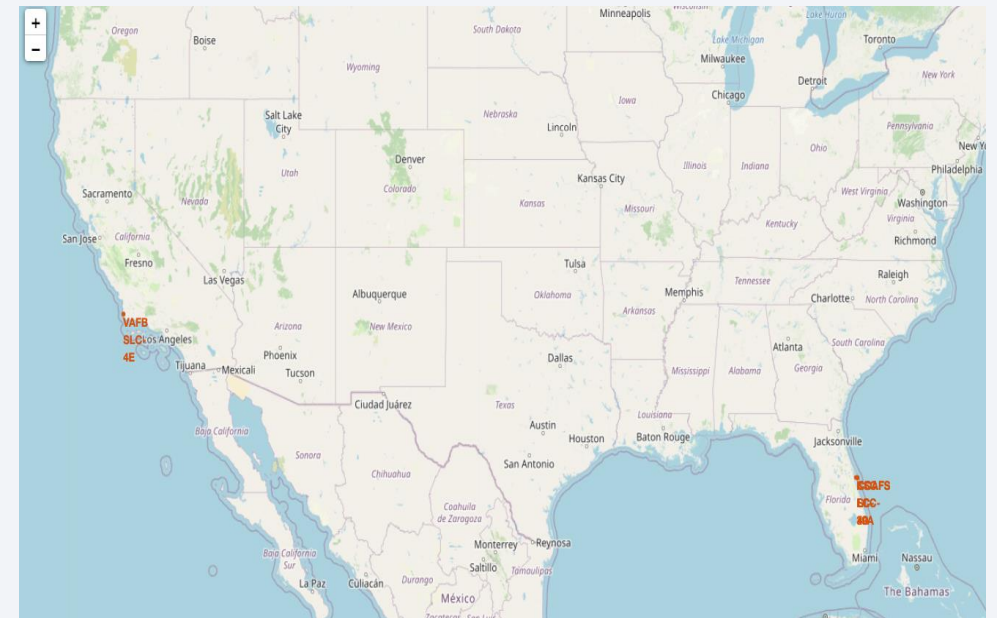 +
−
Oregon
Boise
South Dakota
Minneapolis
Wisconsin
Lake Huron
Toronto
Lake Michigan
Milwaukee
Wyoming
Detroit
New York
Chicago
Iowa
Nebraska
Salt Lake
City
Lincoln
Pennsylvania
Ohio
Denver
Utah
Illinois
Indiana
Philadelphia
Kansas City
Colorado
Sacramento
Nevada
Kansas
Missouri
West Virginia
Washington
Kentucky
Virginia
San Jose
California
Richmond
Fresno
Las Vegas
Tulsa
Raleigh
Tennessee
Albuquerque
Oklahoma
Memphis
Charlotte
North Carolina
Arkansas
VAFB
SLC-
4E
Los Angeles
Arizona
New Mexico
South Carolina
Atlanta
Phoenix
Dallas
Tijuana
Mexicali
Tucson
Mississippi
Alabama
Georgia
Ciudad Juárez
Texas
Louisiana
Austin
Houston
Baton Rouge
Jacksonville
Baja California
Sonora
San Antonio
Chihuahua
Florida
Coahuila
de Zaragoza
Monterrey
Reynosa
Baja California
Sur
Saltillo
Tamaulipas
Miami
Nassau
La Paz
Culiacán
Durango
The Bahamas
México